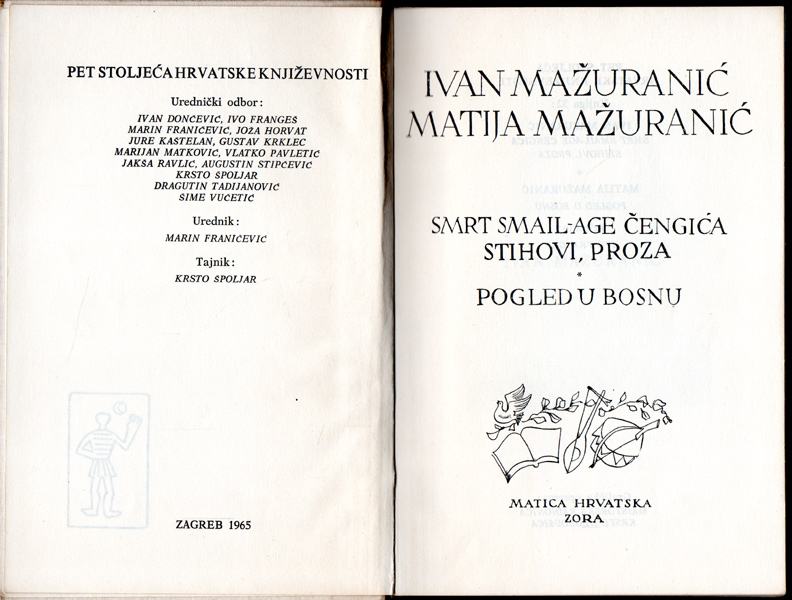 PET STOLJEĆA HRVATSKE KNJIŽEVNOSTI
Urednički odbor:
IVAN DONČEVIĆ, IVO FRANGEŠ
MARIN FRANIČEVIĆ, JOŽA HORVAT
JURE KAŠTELAN, GUSTAV KRKLEC
MARIJAN MATKOVIĆ, VLATKO PAVLETIĆ
JAKŠA RAVLIĆ, AUGUSTIN STIPČEVIĆ
KRSTO ŠPOLJAR
DRAGUTIN TADIJANOVIĆ
ŠIME VUČETIĆ
Urednik:
MARIN FRANIČEVIĆ
Tajnik:
KRSTO ŠPOLJAR
ZAGREB 1965
IVAN MAŽURANIĆ
MATIJA MAŽURANIĆ
SMRT SMAIL-AGE ČENGIĆA
STIHOVI, PROZA
*
POGLED U BOSNU
MATICA HRVATSKA
ZORA